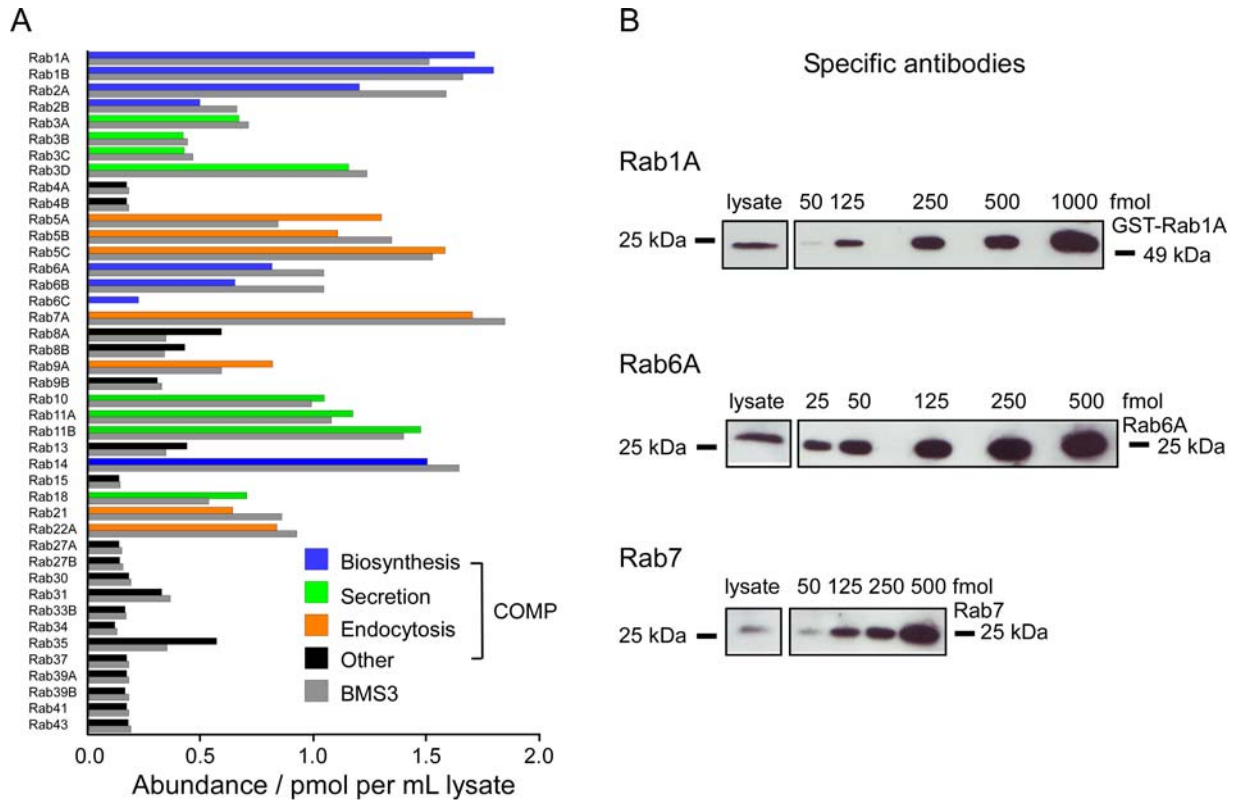 A
Rab1A
Rab1B
Rab2A
Rab2B
Rab3A
Rab3B
Rab3C
Rab3D
Rab4A
Rab4B
Rab5A
Rab5B
Rab5C
Rab6A
Rab6B
Rab6C
Rab7A
Rab8A
Rab8B
Rab9A
Rab9B
Rab10
Rab11A
Rab11B
Rab13
Rab14
Rab15
Rab18
Rab21
Rab22A
Rab27A
Rab27B
Rab30
Rab31
Rab33B
Rab34
Rab35
Rab37
Rab39A
Rab39B
Rab41
Rab43
Biosynthesis
Secretion
Endocytosis
Other
BMS3
COMP
0.0 0.5 1.0 1.5 2.0
Abundance / pmol per mL lysate
B
Specific antibodies
Rab1A
lysate 50 125 250 500 1000 fmol
GST-Rab1A
25 kDa
49 kDa
Rab6A
lysate 25 50 125 250 500 fmol
Rab6A
25 kDa 25 kDa
Rab7
lysate 50 125 250 500 fmol
Rab7
25 kDa 25 kDa